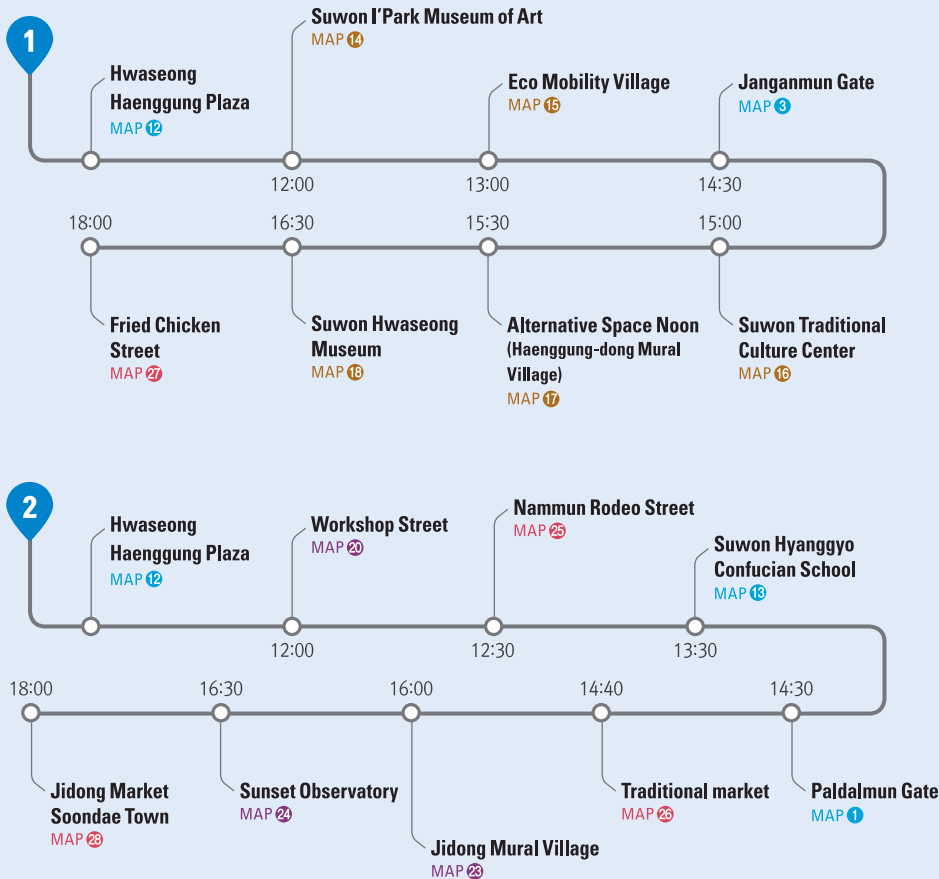 1
Hwaseong
Haenggung Plaza
MAP 12
Suwon I'Park Museum of Art
MAP 14
12:00
Eco Mobility Village
MAP 15
13:00
Janganmun Gate
MAP 3
14:30
15:00
Suwon Traditional
Culture Center
MAP 16
15:30
Alternative Space Noon
(Haenggung-dong Mural
Village)
MAP 17
16:30
Suwon Hwaseong
Museum
MAP 18
18:00
Fried Chicken
Street
MAP 27
2
Hwaseong
Haenggung Plaza
MAP 12
Workshop Street
MAP 20
12:00
Nammun Rodeo Street
MAP 25
12:30
Suwon Hyanggyo
Confucian School
MAP 13
13:30
14:30
Paldalmun Gate
MAP 1
14:40
Traditional market
MAP 26
16:00
Jidong Mural Village
MAP 23
16:30
Sunset Observatory
MAP 24
18:00
Jidong Market
Soondae Town
MAP 28